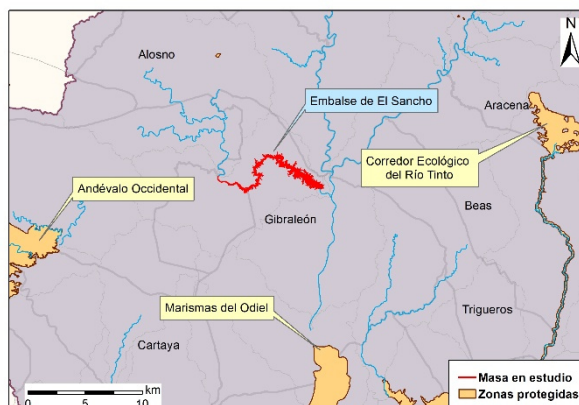 N
Alosno
Embalse de El Sancho
Aracena
Corredor Ecológico
del Río Tinto
Andévalo Occidental
Gibraleón
Beas
Marismas del Odiel
Trigueros
Cartaya
km
0 5 10
Masa en estudio
Zonas protegidas